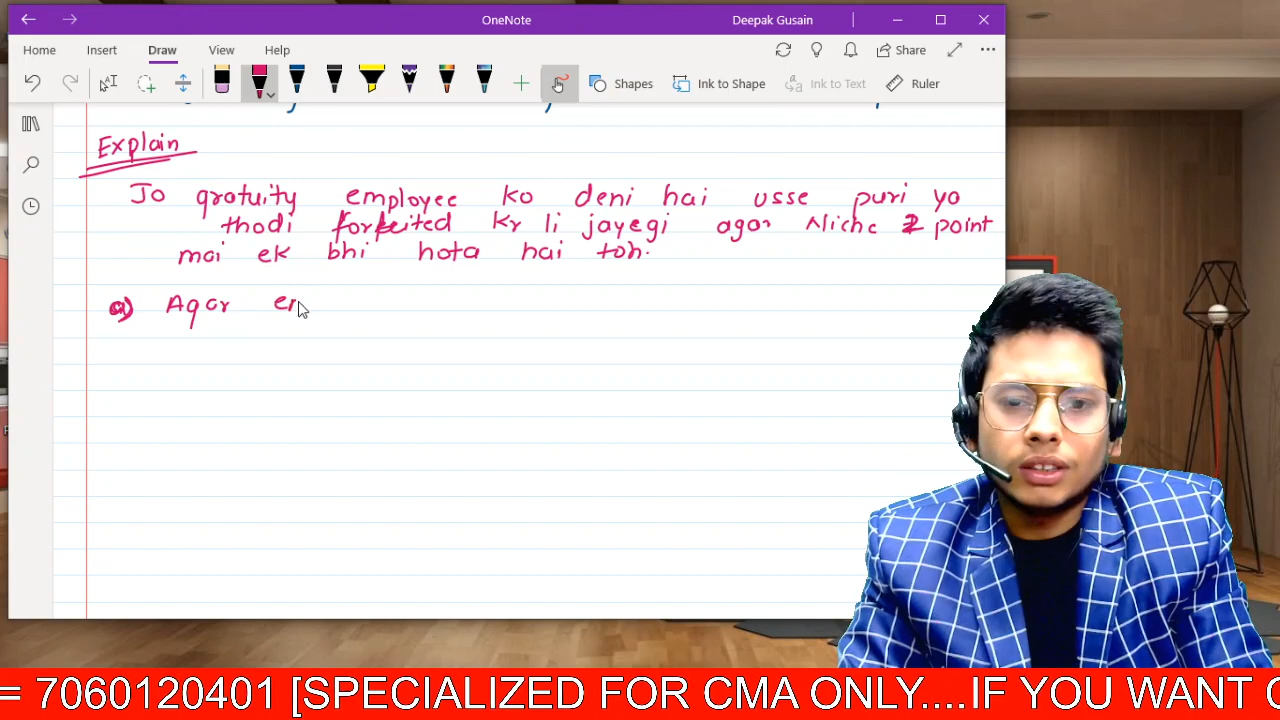 OneNote
Deepak Gusain
Home Insert Draw View Help
Share
Shapes
Ink to Shape
Ink to Text
Ruler
Explain
Jo gratuity employee ko deni hai usse puri ya
thodi forfeited kr li jayegi agar Niche 2 point
mai ek bhi hota hai toh.
a) Agar
= 7060120401 [SPECIALIZED FOR CMA ONLY....IF YOU WANT